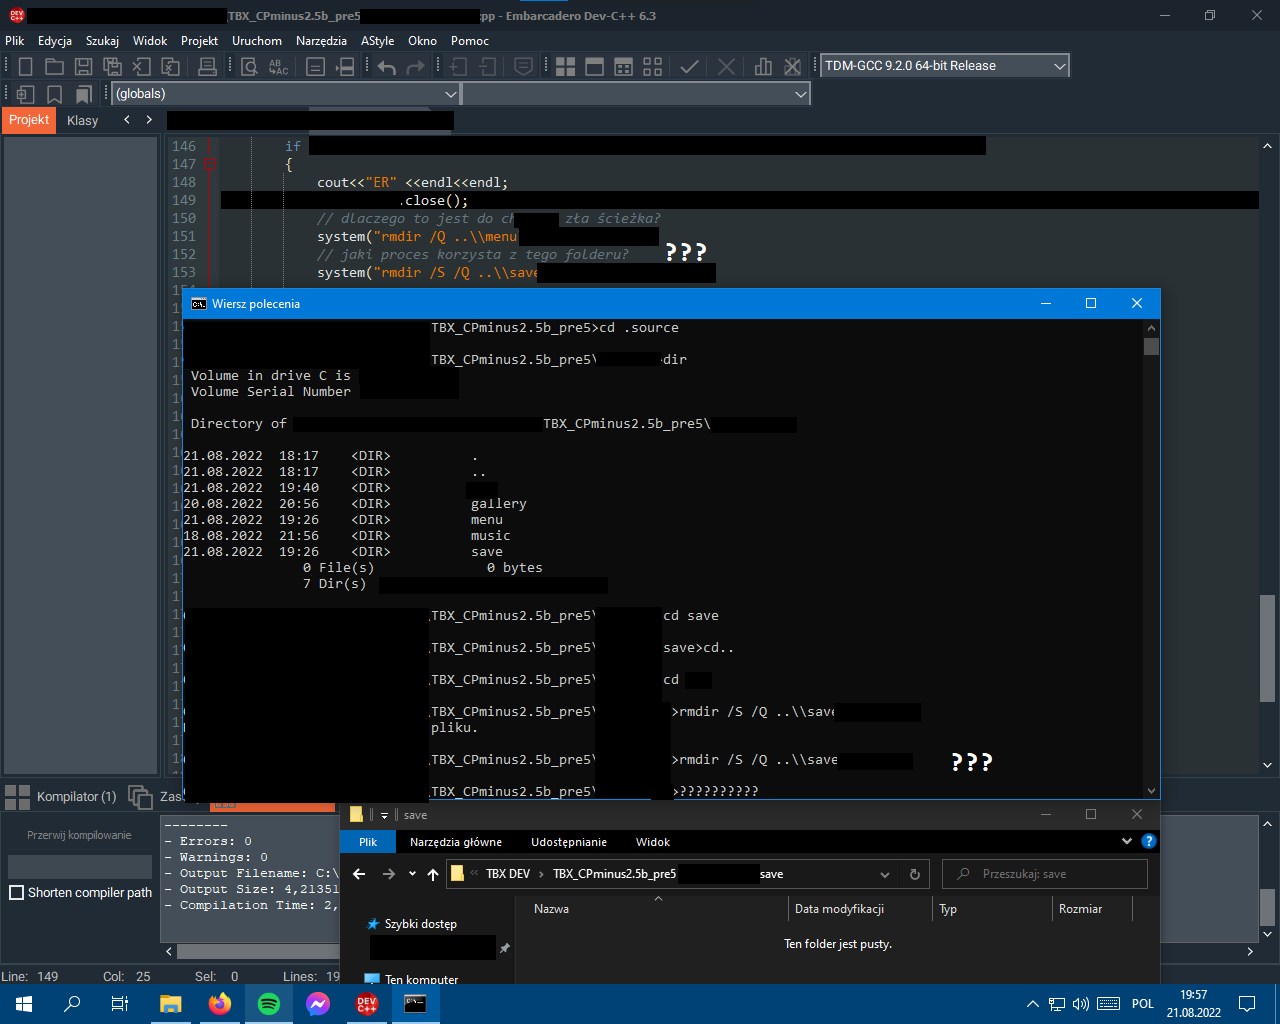 TBX_CPminus2.5b_pre5 cpp - Embarcadero Dev-C++ 6.3
Plik Edycja Szukaj Widok Projekt Uruchom Narzędzia AStyle Okno Pomoc
TDM-GCC 9.2.0 64-bit Release
(globals)
Projekt Klasy
146 if
147 {
148 cout<<"ER" <<endl<<endl;
149 .close();
150 // dlaczego to jest do ch zła ścieżka?
151 system("rmdir /Q ..\\menu
152 // jaki proces korzysta z tego folderu? ???
153 system("rmdir /S /Q ..\\save
Wiersz polecenia
TBX_CPminus2.5b_pre5>cd .source
TBX_CPminus2.5b_pre5\ dir
Volume in drive C is
Volume Serial Number
Directory of TBX_CPminus2.5b_pre5\
21.08.2022 18:17 <DIR> .
21.08.2022 18:17 <DIR> ..
21.08.2022 19:40 <DIR>
20.08.2022 20:56 <DIR> gallery
21.08.2022 19:26 <DIR> menu
18.08.2022 21:56 <DIR> music
21.08.2022 19:26 <DIR> save
0 File(s) 0 bytes
7 Dir(s)
\TBX_CPminus2.5b_pre5\ cd save
\TBX_CPminus2.5b_pre5\ save>cd..
\TBX_CPminus2.5b_pre5\ cd
\TBX_CPminus2.5b_pre5\ >rmdir /S /Q ..\\save
pliku.
\TBX_CPminus2.5b_pre5\ >rmdir /S /Q ..\\save ???
\TBX_CPminus2.5b_pre5\ >??????????
Kompilator (1)
Przerwij kompilowanie
Shorten compiler path
--------
- Errors: 0
- Warnings: 0
- Output Filename: C:\
- Output Size: 4,21351
- Compilation Time: 2,
save
Plik Narzędzia główne Udostępnianie Widok
TBX DEV TBX_CPminus2.5b_pre5 save
Przeszukaj: save
Nazwa Data modyfikacji Typ Rozmiar
Szybki dostęp
Ten folder jest pusty.
Ten komputer
Line: 149 Col: 25 Sel: 0 Lines: 19
POL
19:57
21.08.2022